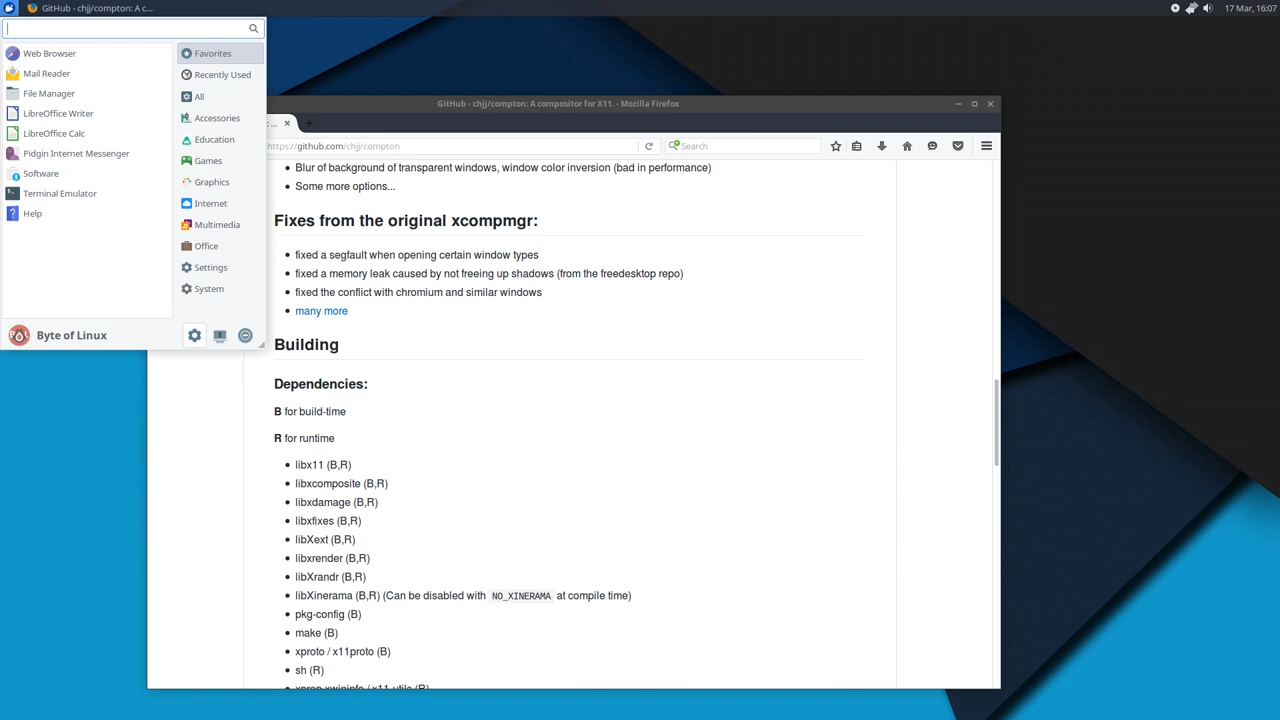 GitHub - chjj/compton: A c...
17 Mar, 16:07
Web Browser
Mail Reader
File Manager
LibreOffice Writer
LibreOffice Calc
Pidgin Internet Messenger
Software
Terminal Emulator
Help
Favorites
Recently Used
All
Accessories
Education
Games
Graphics
Internet
Multimedia
Office
Settings
System
Byte of Linux
GitHub - chjj/compton: A compositor for X11. - Mozilla Firefox
: ...
https://github.com/chjj/compton
Search
Blur of background of transparent windows, window color inversion (bad in performance)
Some more options...
Fixes from the original xcompmgr:
fixed a segfault when opening certain window types
fixed a memory leak caused by not freeing up shadows (from the freedesktop repo)
fixed the conflict with chromium and similar windows
many more
Building
Dependencies:
B for build-time
R for runtime
libx11 (B,R)
libxcomposite (B,R)
libxdamage (B,R)
libxfixes (B,R)
libXext (B,R)
libxrender (B,R)
libXrandr (B,R)
libXinerama (B,R) (Can be disabled with NO_XINERAMA at compile time)
pkg-config (B)
make (B)
xproto / x11proto (B)
sh (R)
xprop,xwininfo / x11-utils (R)